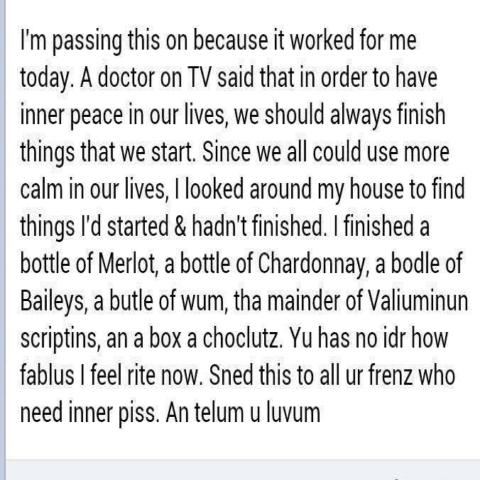 I'm passing this on because it worked for me
today. A doctor on TV said that in order to have
inner peace in our lives, we should always finish
things that we start. Since we all could use more
calm in our lives, I looked around my house to find
things I'd started & hadn't finished. I finished a
bottle of Merlot, a bottle of Chardonnay, a bodle of
Baileys, a butle of wum, tha mainder of Valiuminun
scriptins, an a box a choclutz. Yu has no idr how
fablus I feel rite now. Sned this to all ur frenz who
need inner piss. An telum u luvum